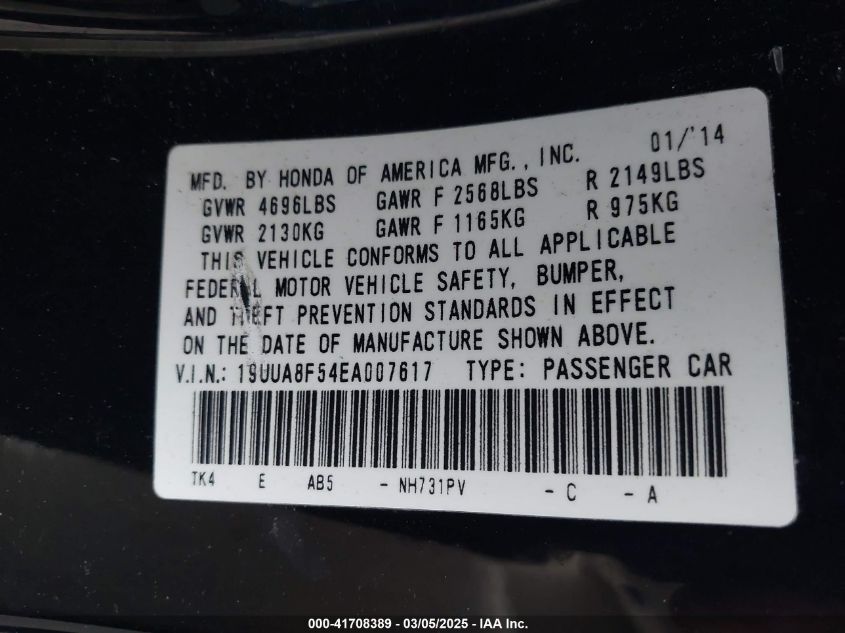 01/'14
MFD. BY HONDA OF AMERICA MFG., INC.
GVWR 4696LBS GAWR F 2568LBS R 2149LBS
GVWR 2130KG GAWR F 1165KG R 975KG
THIS VEHICLE CONFORMS TO ALL APPLICABLE
FEDERAL MOTOR VEHICLE SAFETY, BUMPER,
AND THEFT PREVENTION STANDARDS IN EFFECT
ON THE DATE OF MANUFACTURE SHOWN ABOVE.
V.I.N.: 19UUA8F54EA007617 TYPE: PASSENGER CAR
TK4 E AB5 - NH731PV - C - A
000-41708389 - 03/05/2025 - IAA Inc.